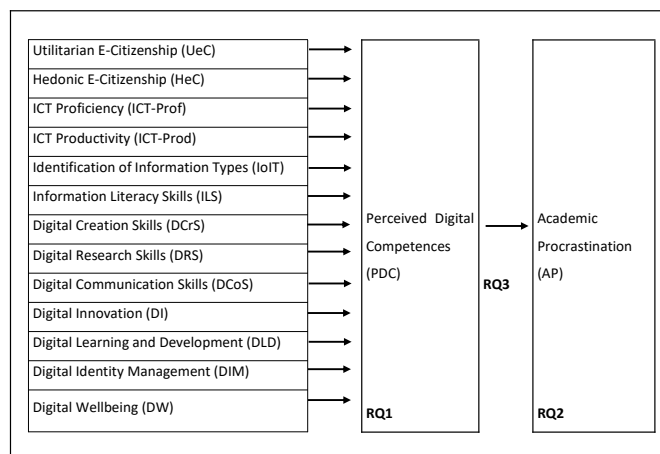 Utilitarian E-Citizenship (UeC)
Hedonic E-Citizenship (HeC)
ICT Proficiency (ICT-Prof)
ICT Productivity (ICT-Prod)
Identification of Information Types (IoIT)
Information Literacy Skills (ILS)
Digital Creation Skills (DCrS)
Digital Research Skills (DRS)
Digital Communication Skills (DCoS)
Digital Innovation (DI)
Digital Learning and Development (DLD)
Digital Identity Management (DIM)
Digital Wellbeing (DW)
Perceived Digital
Competences
(PDC)
RQ1
RQ3
Academic
Procrastination
(AP)
RQ2